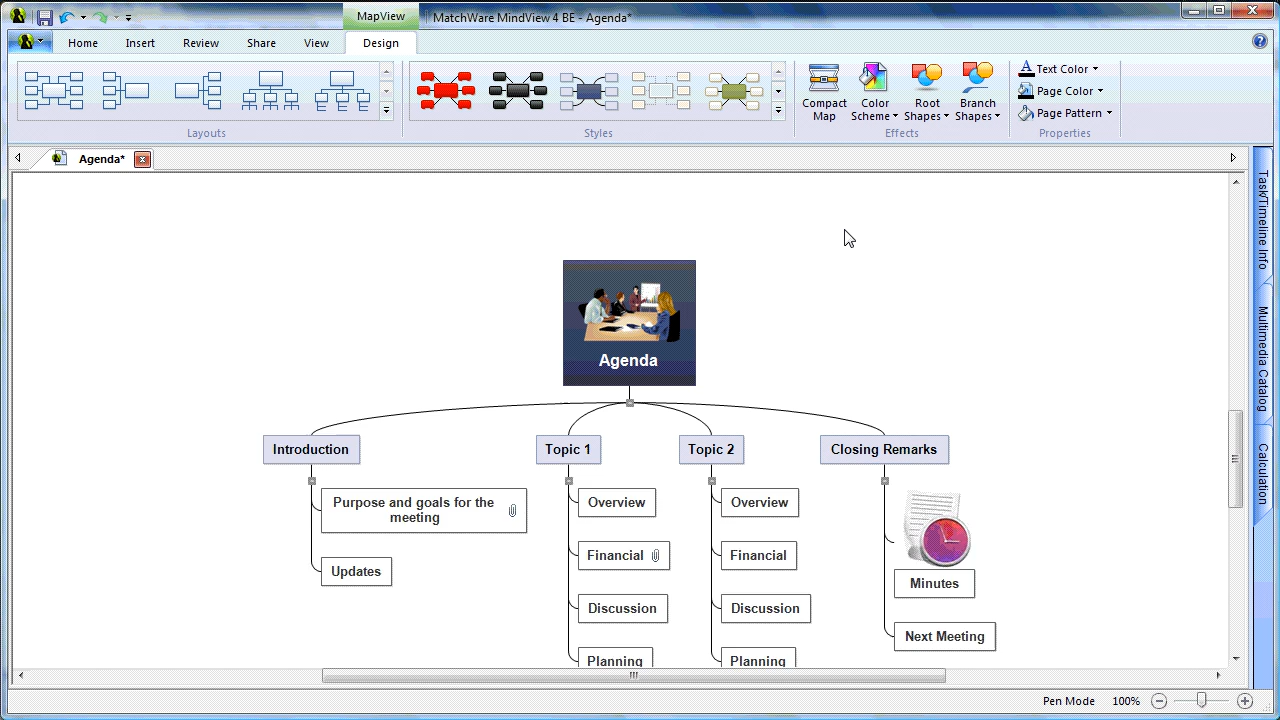 MapView
MatchWare MindView 4 BE - Agenda*
Home
Insert
Review
Share
View
Design
Compact
Map
Color
Scheme
Root
Shapes
Branch
Shapes
Text Color
Page Color
Page Pattern
Layouts
Styles
Effects
Properties
Agenda*
Task/Timeline Info
Multimedia Catalog
Calculation
Agenda
Introduction
Topic 1
Topic 2
Closing Remarks
Purpose and goals for the
meeting
Updates
Overview
Financial
Discussion
Planning
Overview
Financial
Discussion
Planning
Minutes
Next Meeting
Pen Mode
100%